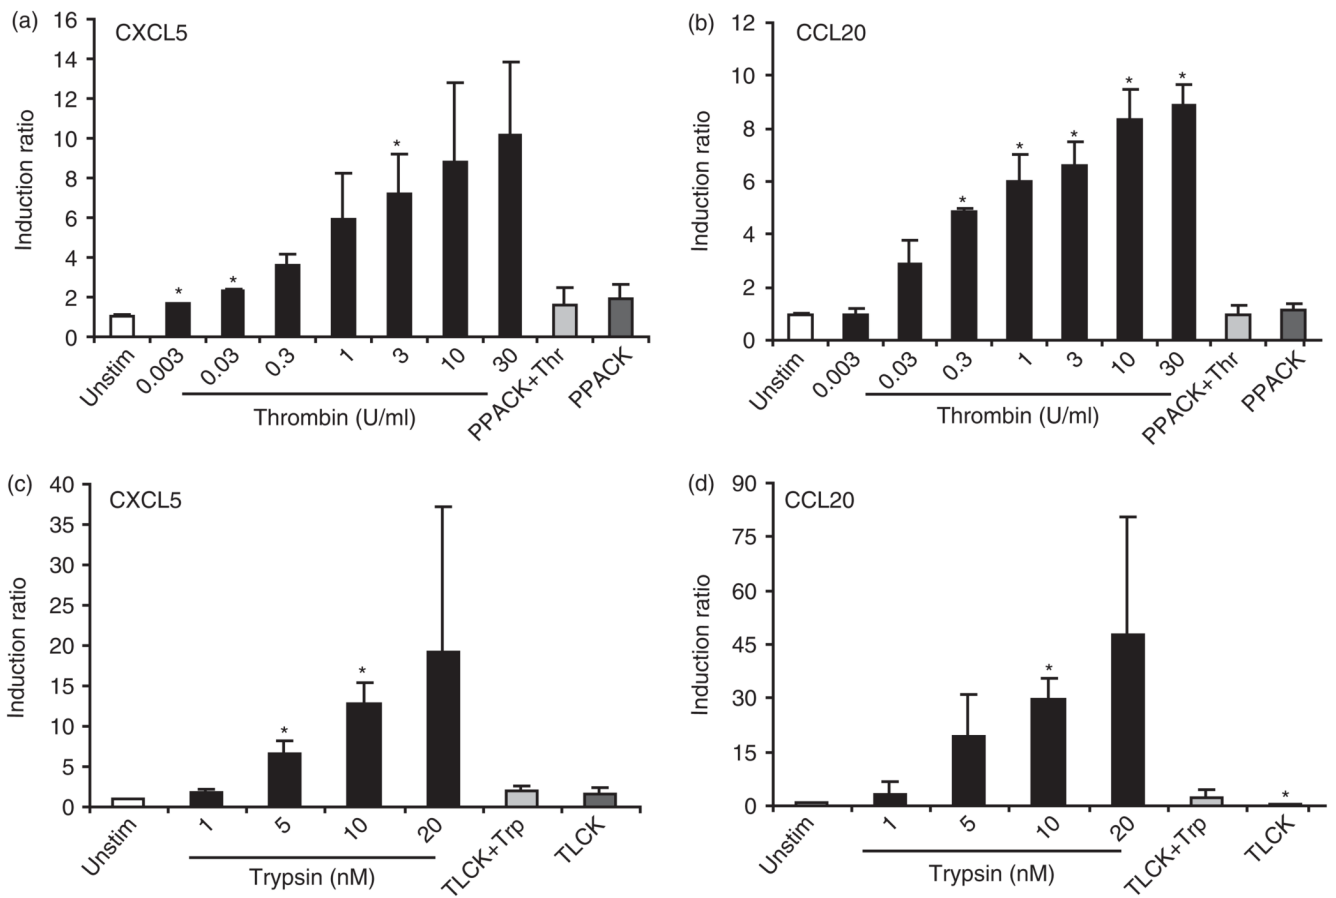 (a)
CXCL5
Induction ratio
16
14
12
10
8
6
4
2
0
*
*
*
Unstim
0.003
0.03
0.3
1
3
10
30
PPACK+Thr
PPACK
Thrombin (U/ml)
(b)
CCL20
Induction ratio
12
10
8
6
4
2
0
*
*
*
*
*
Unstim
0.003
0.03
0.3
1
3
10
30
PPACK+Thr
PPACK
Thrombin (U/ml)
(c)
CXCL5
Induction ratio
40
35
30
25
20
15
10
5
0
*
*
Unstim
1
5
10
20
TLCK+Trp
TLCK
Trypsin (nM)
(d)
CCL20
Induction ratio
90
75
60
45
30
15
0
*
*
Unstim
1
5
10
20
TLCK+Trp
TLCK
Trypsin (nM)